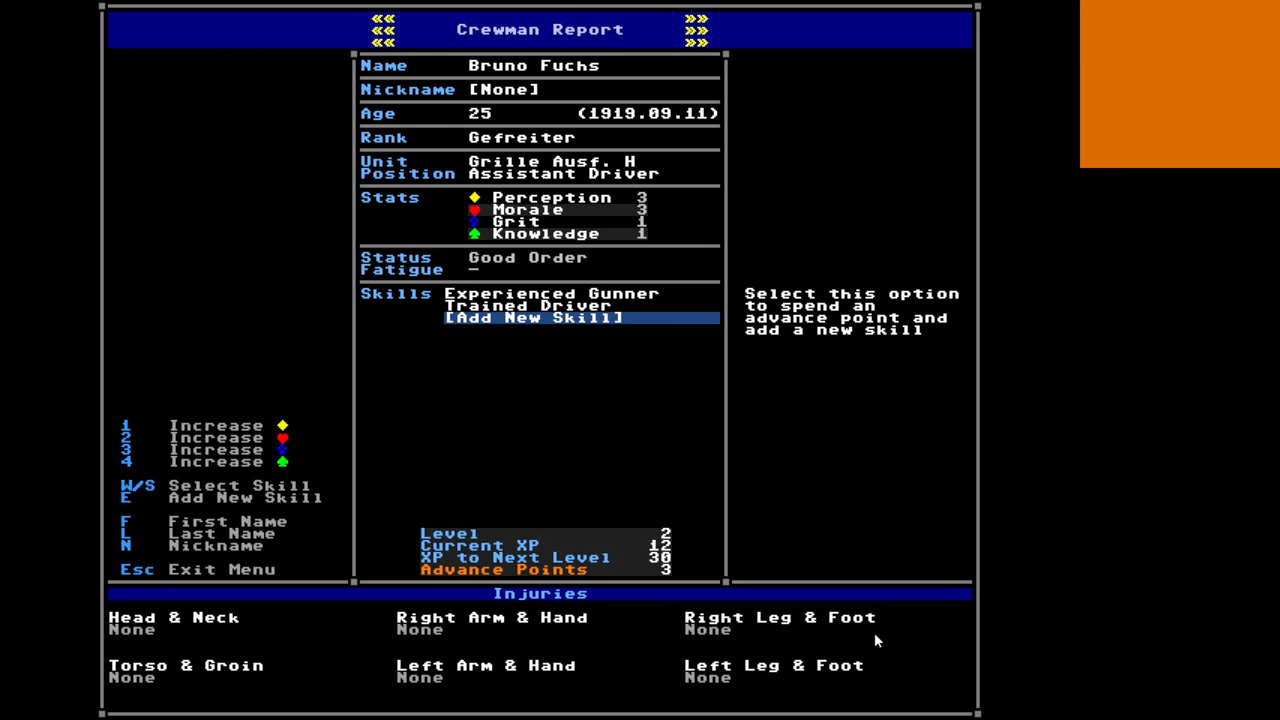 «« Crewman Report »»
«« »»
«« »»
Name Bruno Fuchs
Nickname [None]
Age 25 (1919.09.11)
Rank Gefreiter
Unit Grille Ausf. H
Position Assistant Driver
Stats Perception 3
Morale 3
Grit 1
Knowledge 1
Status Good Order
Fatigue -
Skills Experienced Gunner
Trained Driver
[Add New Skill]
Select this option
to spend an
advance point and
add a new skill
1 Increase
2 Increase
3 Increase
4 Increase
W/S Select Skill
E Add New Skill
F First Name
L Last Name
N Nickname
Esc Exit Menu
Level 2
Current XP 12
XP to Next Level 30
Advance Points 3
Injuries
Head & Neck Right Arm & Hand Right Leg & Foot
None None None
Torso & Groin Left Arm & Hand Left Leg & Foot
None None None